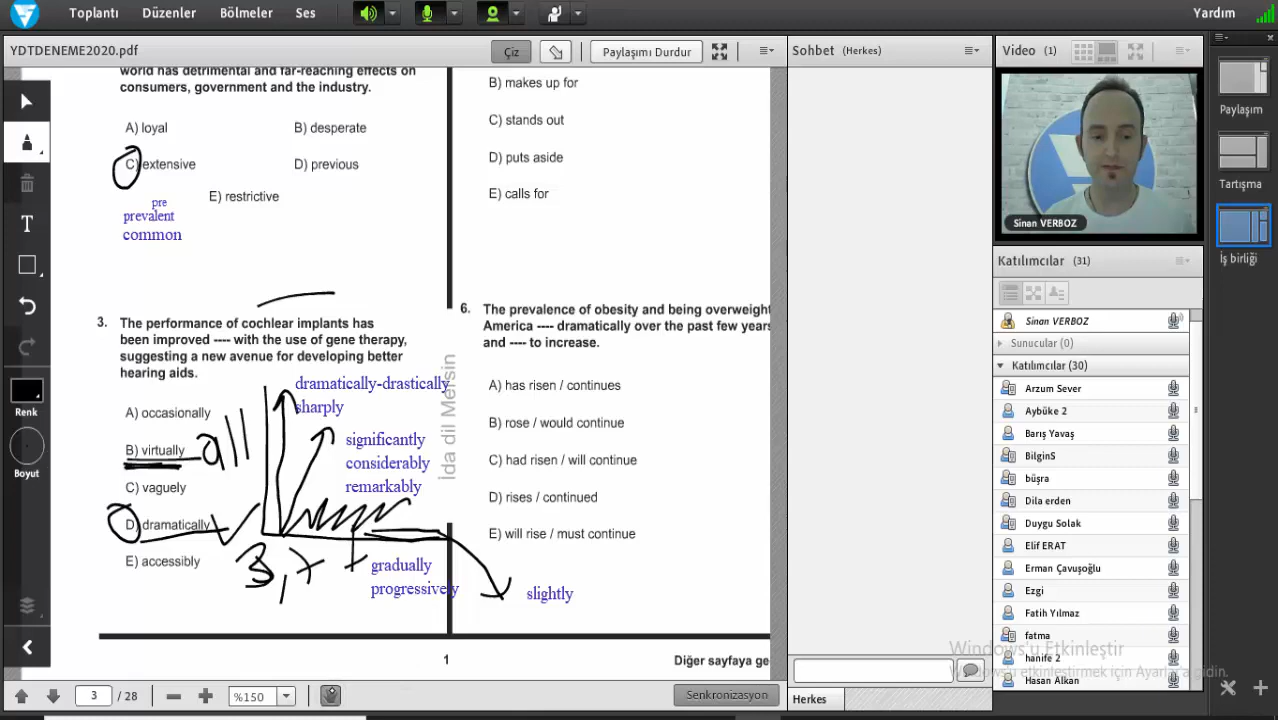 Toplantı Düzenler Bölmeler Ses Yardım
YDTDENEME2020.pdf
Çiz
Paylaşımı Durdur
world has detrimental and far-reaching effects on
consumers, government and the industry.
A) loyal B) desperate
C) extensive D) previous
E) restrictive
pre
prevalent
common
3. The performance of cochlear implants has
been improved ---- with the use of gene therapy,
suggesting a new avenue for developing better
hearing aids.
A) occasionally
B) virtually
all
C) vaguely
D) dramatically
E) accessibly
dramatically-drastically
sharply
significantly
considerably
remarkably
3, + +
gradually
progressively
slightly
İda dil Mersin
B) makes up for
C) stands out
D) puts aside
E) calls for
6. The prevalence of obesity and being overweight
America ---- dramatically over the past few years
and ---- to increase.
A) has risen / continues
B) rose / would continue
C) had risen / will continue
D) rises / continued
E) will rise / must continue
1
Diğer sayfaya ge
Renk
Boyut
3 / 28
%150
Senkronizasyon
Sohbet (Herkes)
Herkes
Video (1)
Sinan VERBOZ
Katılımcılar (31)
Sinan VERBOZ
Sunucular (0)
Katılımcılar (30)
Arzum Sever
Aybüke 2
Barış Yavaş
BilginS
büşra
Dila erden
Duygu Solak
Elif ERAT
Erman Çavuşoğlu
Ezgi
Fatih Yılmaz
fatma
hanife 2
Hasan Alkan
Paylaşım
Tartışma
İş birliği
Windows'u Etkinleştir
Windows'u etkinleştirmek için Ayarlar'a gidin.